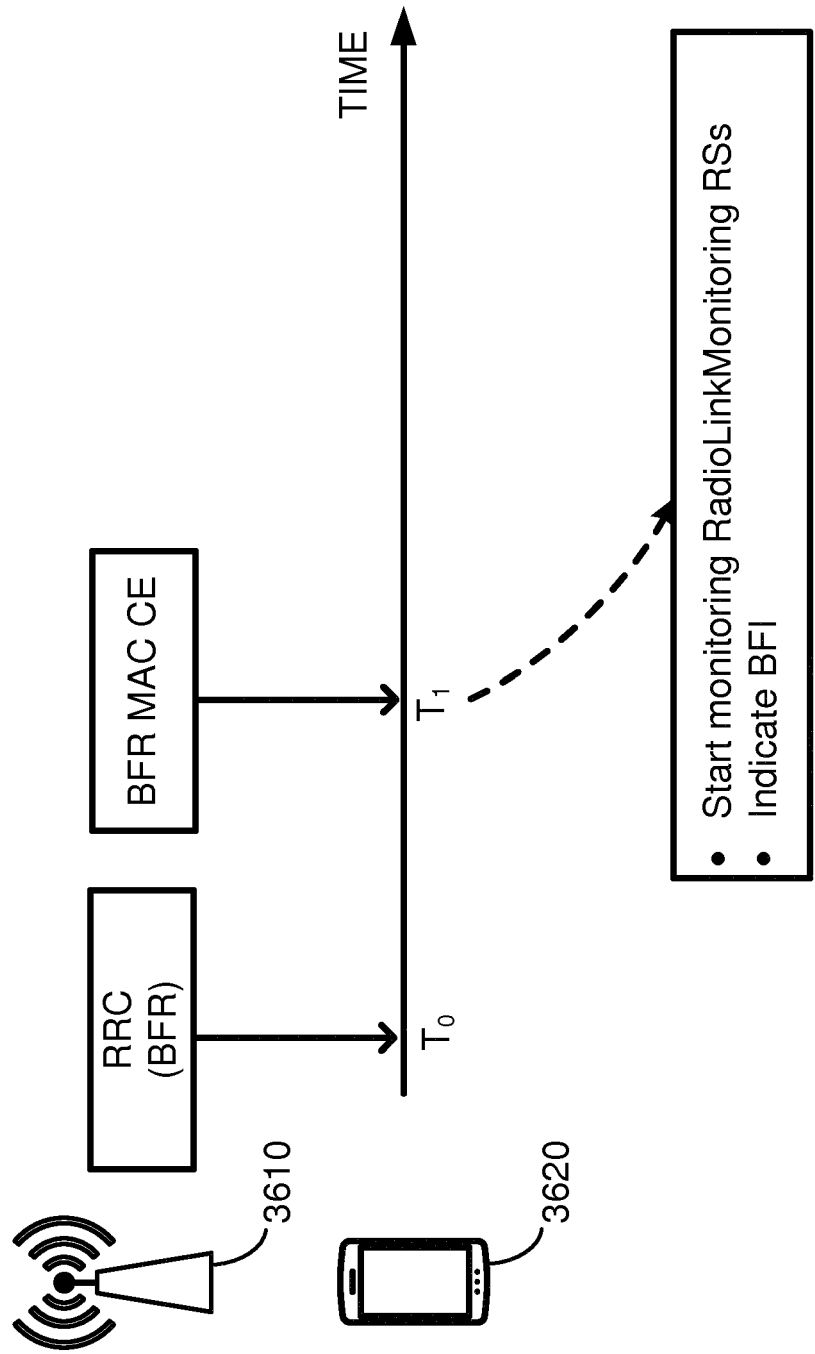 RRC
(BFR)
BFR MAC CE
T₀
T₁
TIME
3610
3620
• Start monitoring RadioLinkMonitoring RSs
• Indicate BFI